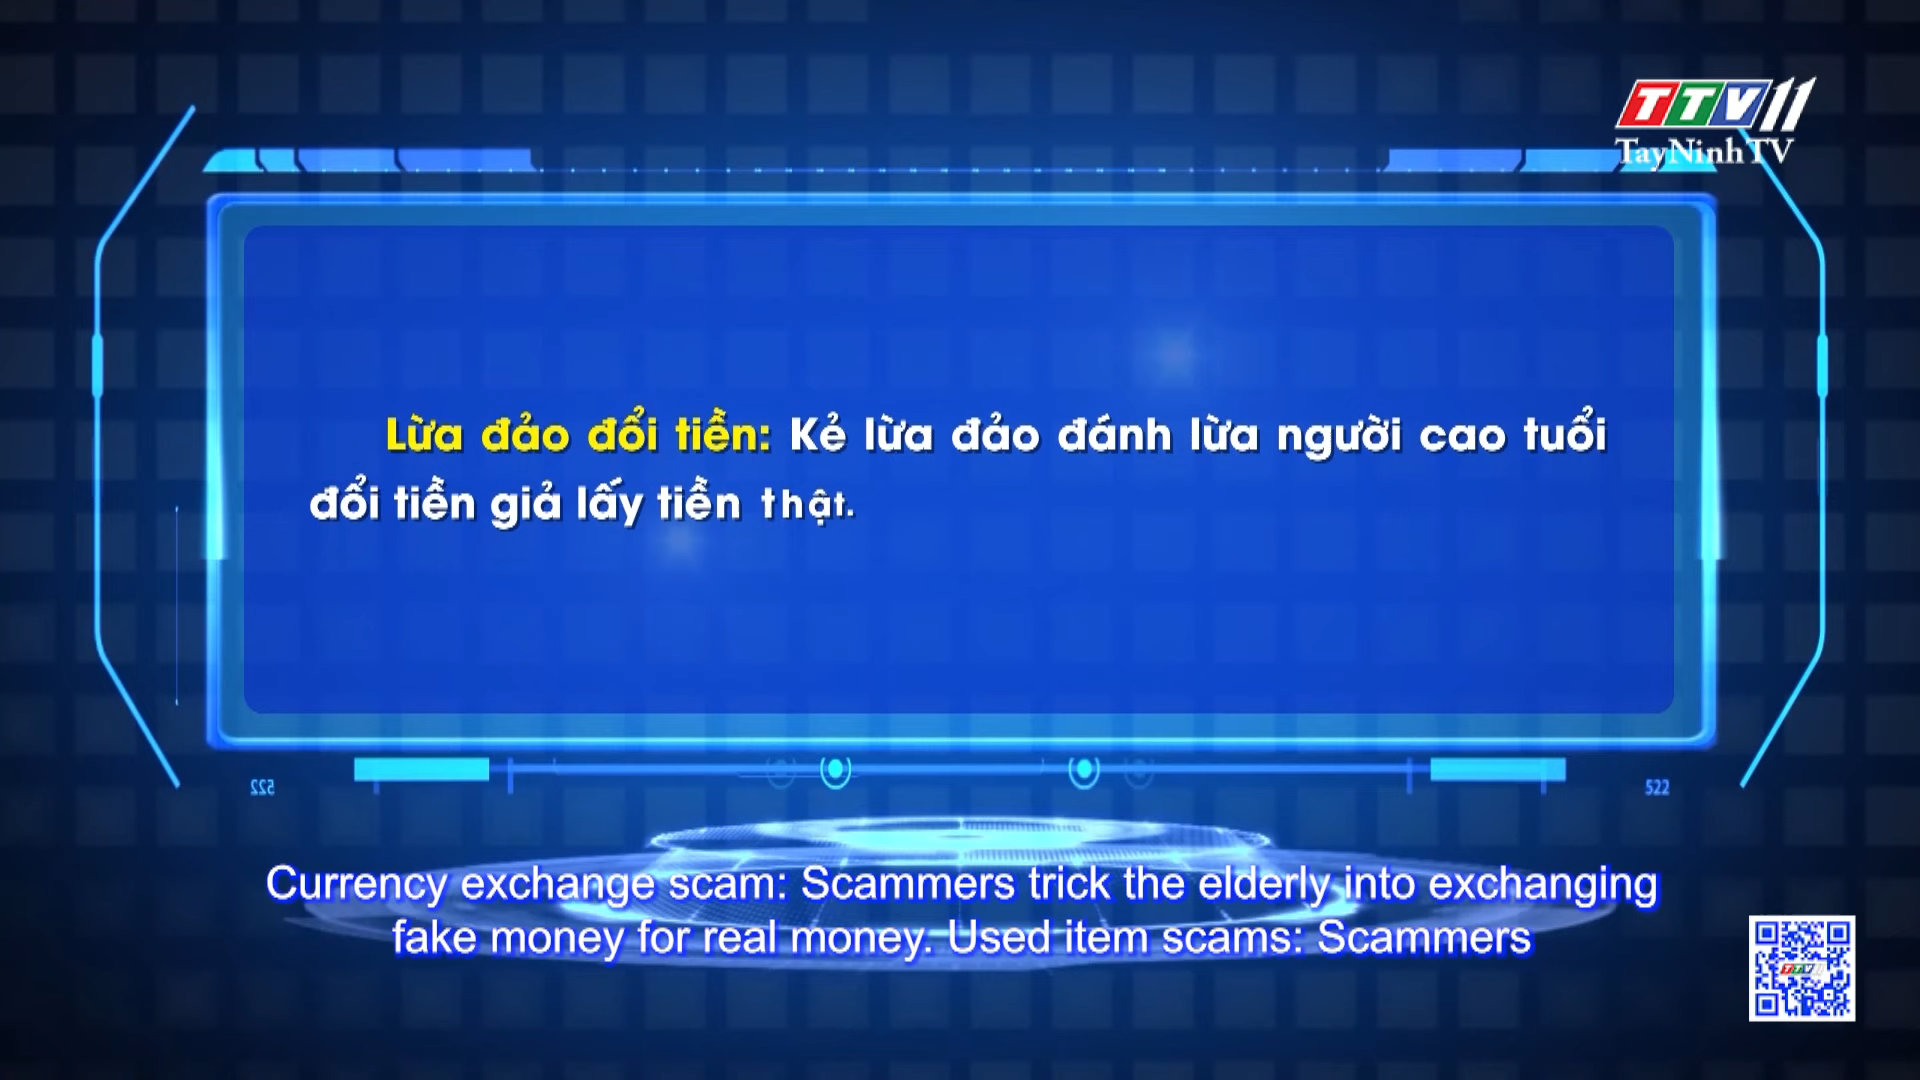 TTV11
TayNinhTV
Lừa đảo đổi tiền: Kẻ lừa đảo đánh lừa người cao tuổi
đổi tiền giả lấy tiền thật.
522
522
Currency exchange scam: Scammers trick the elderly into exchanging
fake money for real money. Used item scams: Scammers
TTV11